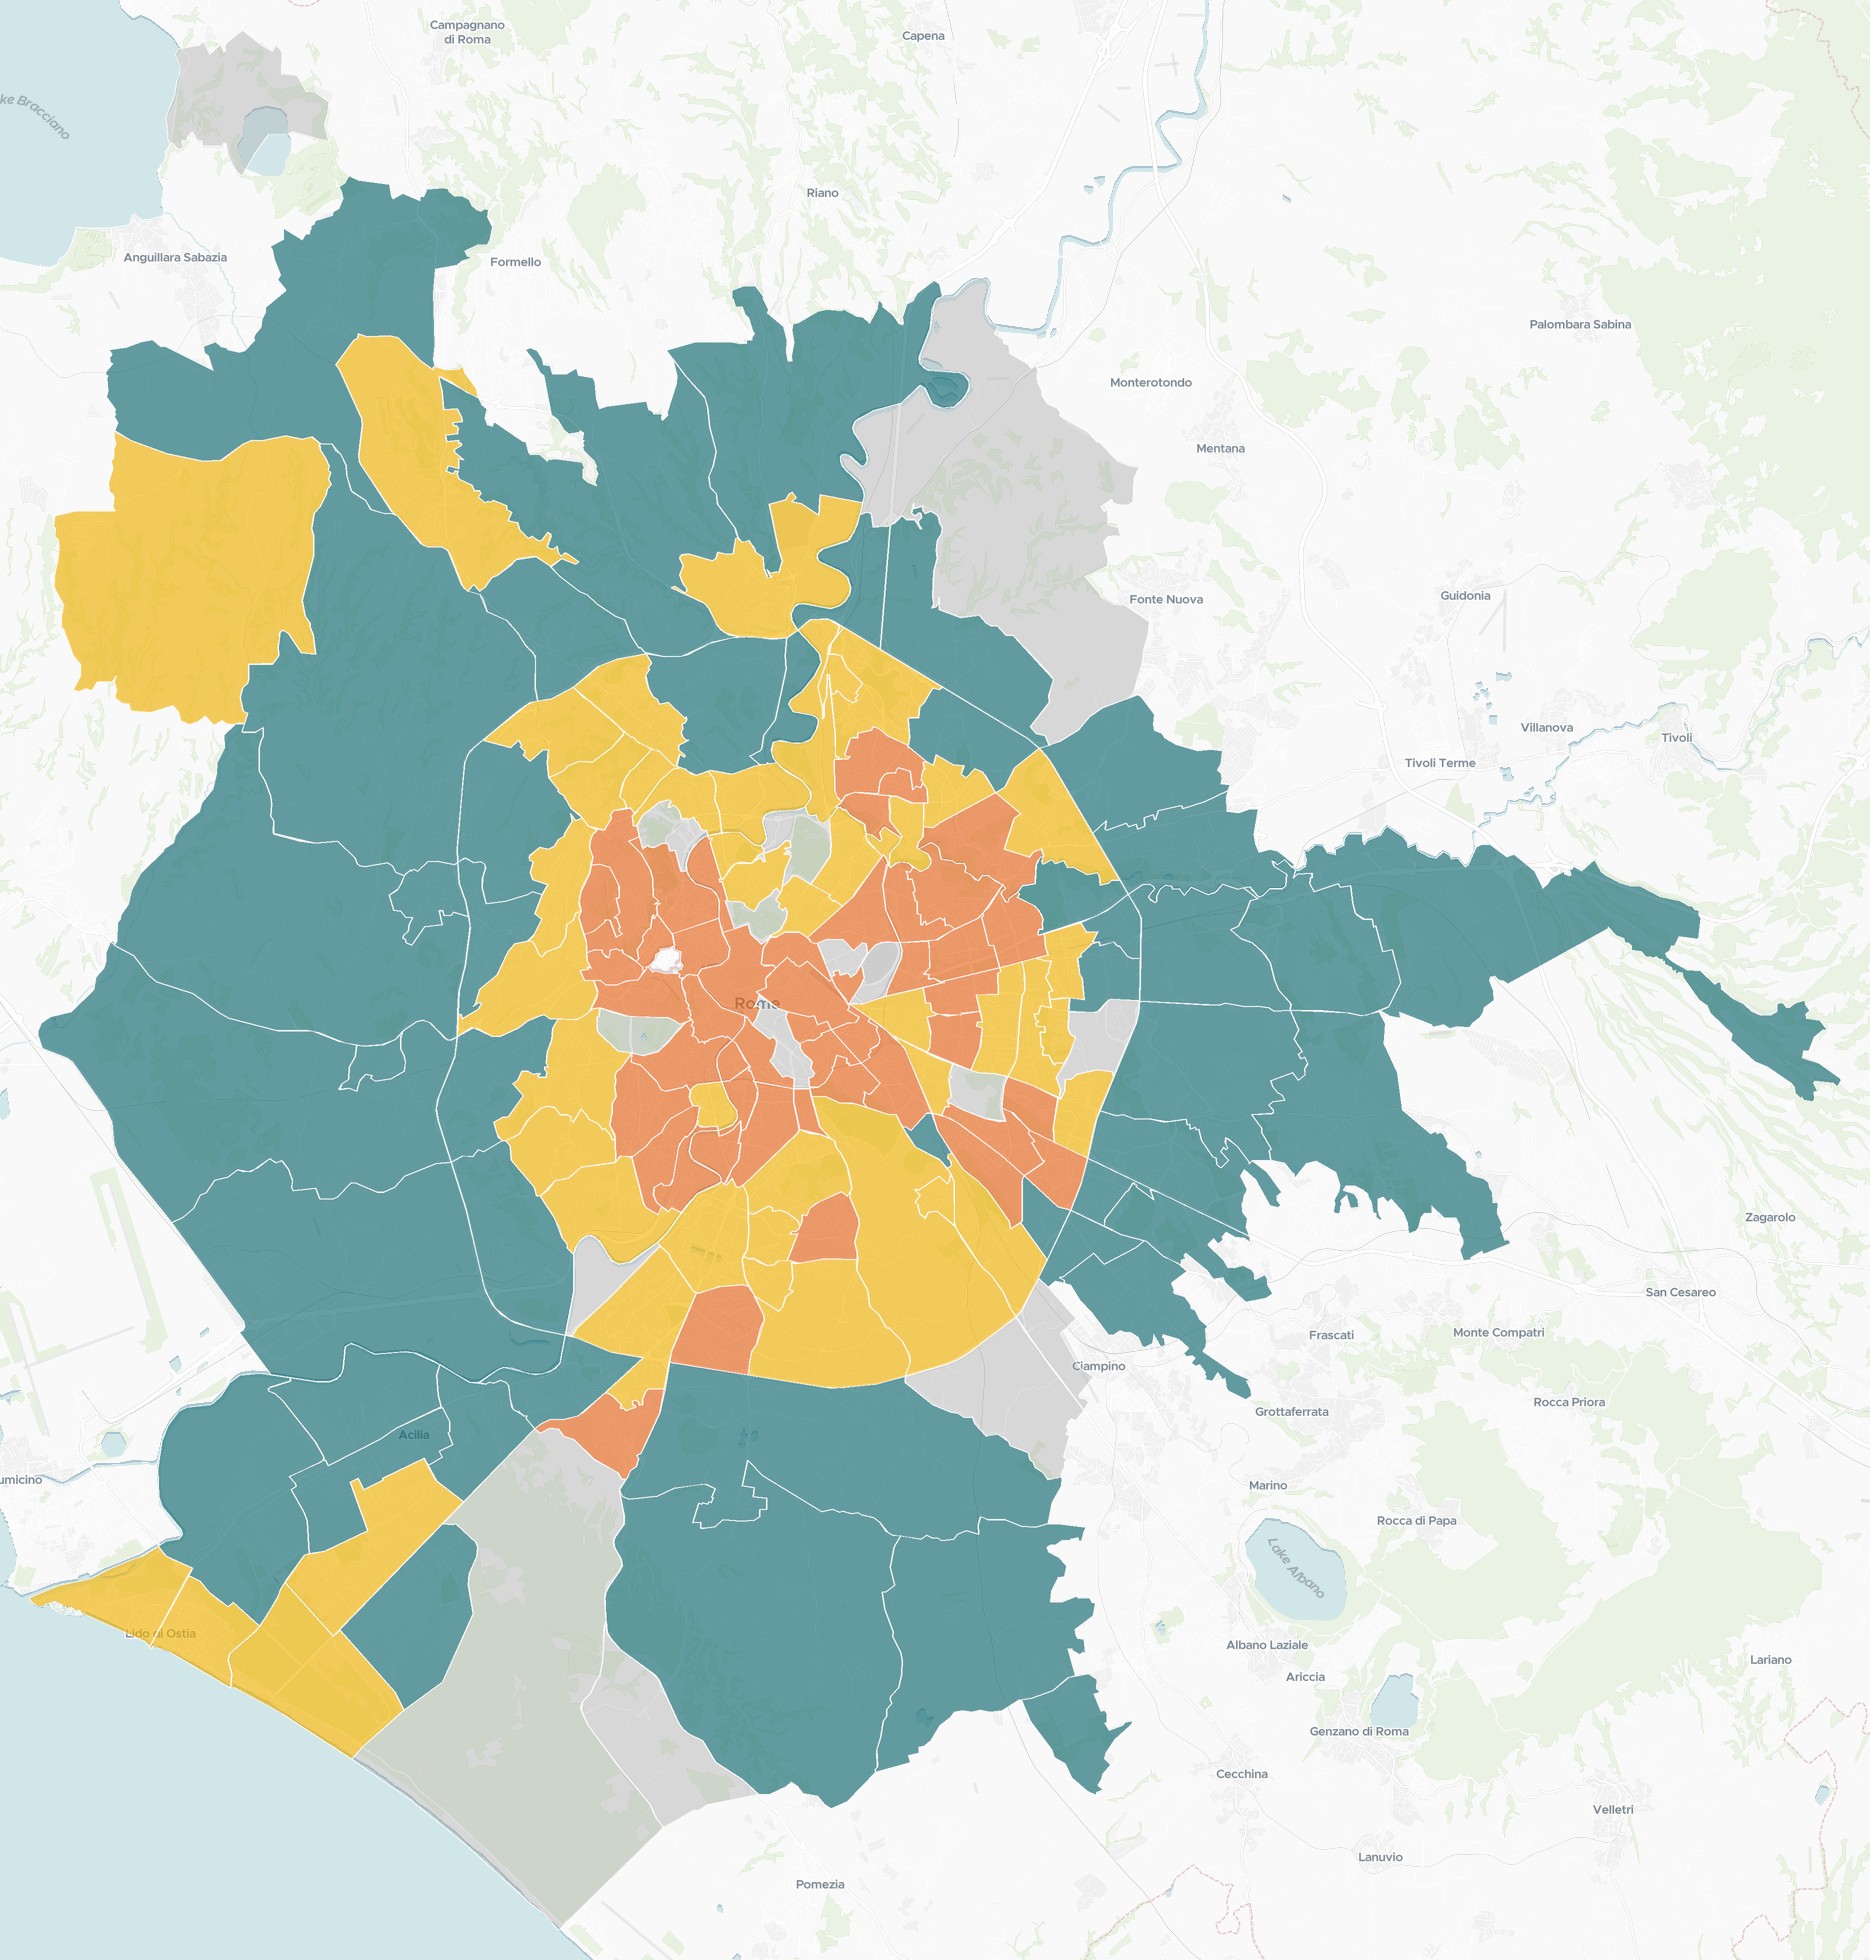 Campagnano
di Roma
Capena
ke Bracciano
Riano
Anguillara Sabazia
Formello
Palombara Sabina
Monterotondo
Mentana
Fonte Nuova
Guidonia
Villanova
Tivoli
Tivoli Terme
Rome
Zagarolo
San Cesareo
Frascati
Monte Compatri
Ciampino
Rocca Priora
Grottaferrata
Acilia
umicino
Marino
Rocca di Papa
Lake Albano
Lido di Ostia
Albano Laziale
Ariccia
Lariano
Genzano di Roma
Cecchina
Velletri
Lanuvio
Pomezia